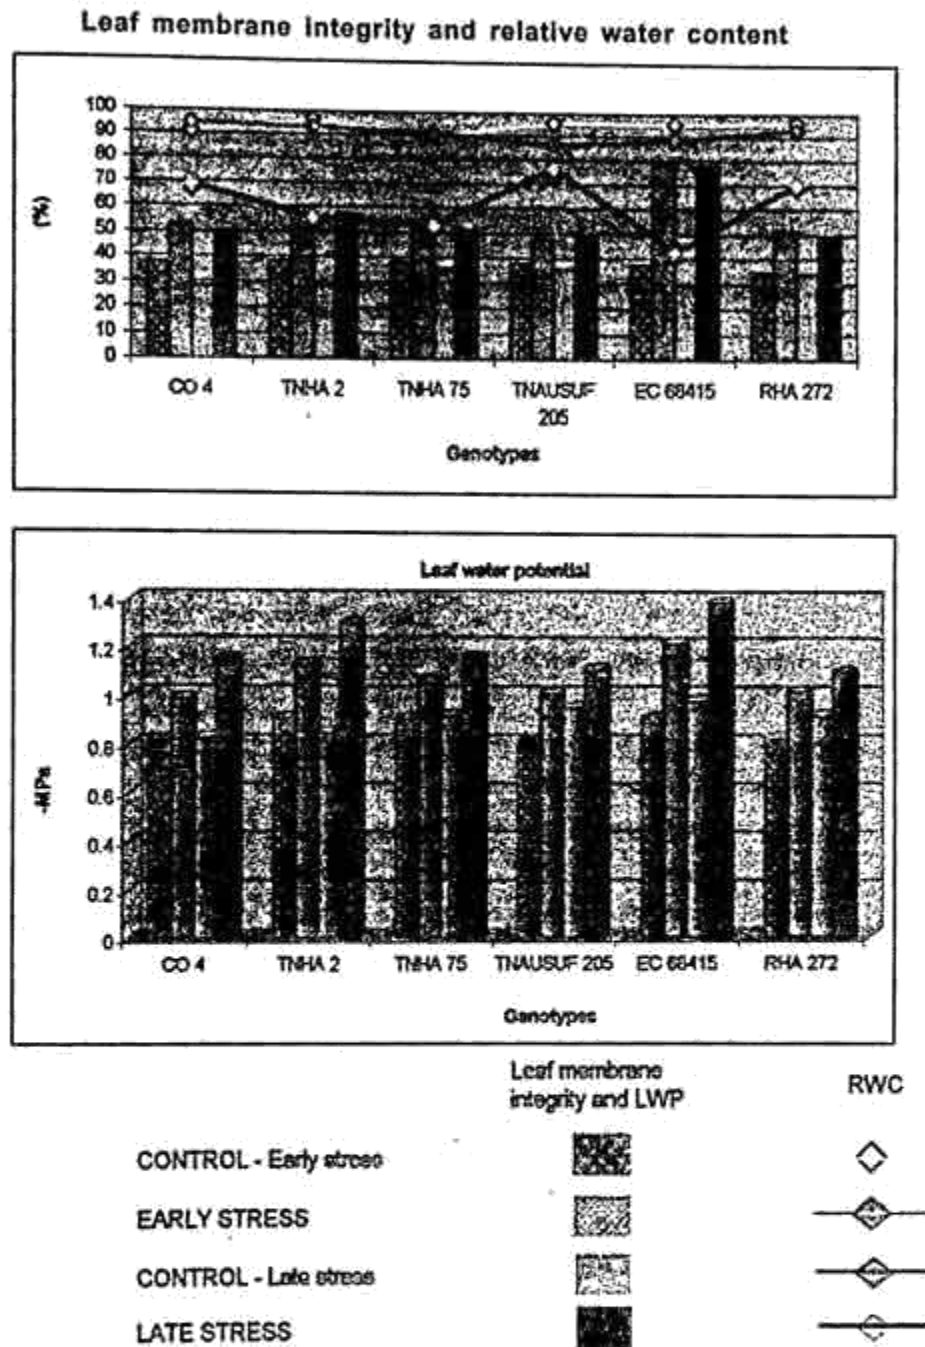 Leaf membrane integrity and relative water content
100
90
80
70
60
50
40
30
20
10
0
(%)
CO 4 TNHA 2 TNHA 75 TNAUSUF 205 EC 68415 RHA 272
Genotypes
Leaf water potential
1.4
1.2
1
0.8
0.6
0.4
0.2
0
-MPa
CO 4 TNHA 2 TNHA 75 TNAUSUF 205 EC 68415 RHA 272
Genotypes
Leaf membrane integrity and LWP RWC
CONTROL - Early stress
EARLY STRESS
CONTROL - Late stress
LATE STRESS